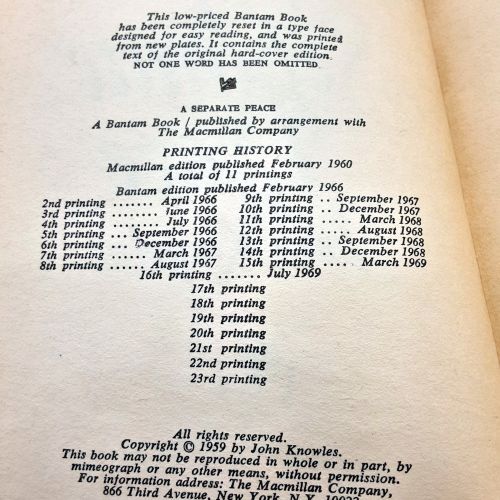 This low-priced Bantam Book
has been completely reset in a type face
designed for easy reading, and was printed
from new plates. It contains the complete
text of the original hard-cover edition.
NOT ONE WORD HAS BEEN OMITTED.
A SEPARATE PEACE
A Bantam Book / published by arrangement with
The Macmillan Company
PRINTING HISTORY
Macmillan edition published February 1960
A total of 11 printings
Bantam edition published February 1966
2nd printing ........ April 1966 9th printing .. September 1967
3rd printing ........ June 1966 10th printing .. December 1967
4th printing ........ July 1966 11th printing ..... March 1968
5th printing .. September 1966 12th printing .... August 1968
6th printing ... December 1966 13th printing .. September 1968
7th printing ....... March 1967 14th printing .. December 1968
8th printing ...... August 1967 15th printing ..... March 1969
16th printing ....... July 1969
17th printing
18th printing
19th printing
20th printing
21st printing
22nd printing
23rd printing
All rights reserved.
Copyright © 1959 by John Knowles.
This book may not be reproduced in whole or in part, by
mimeograph or any other means, without permission.
For information address: The Macmillan Company,
866 Third Avenue, New York, N.Y. 10022